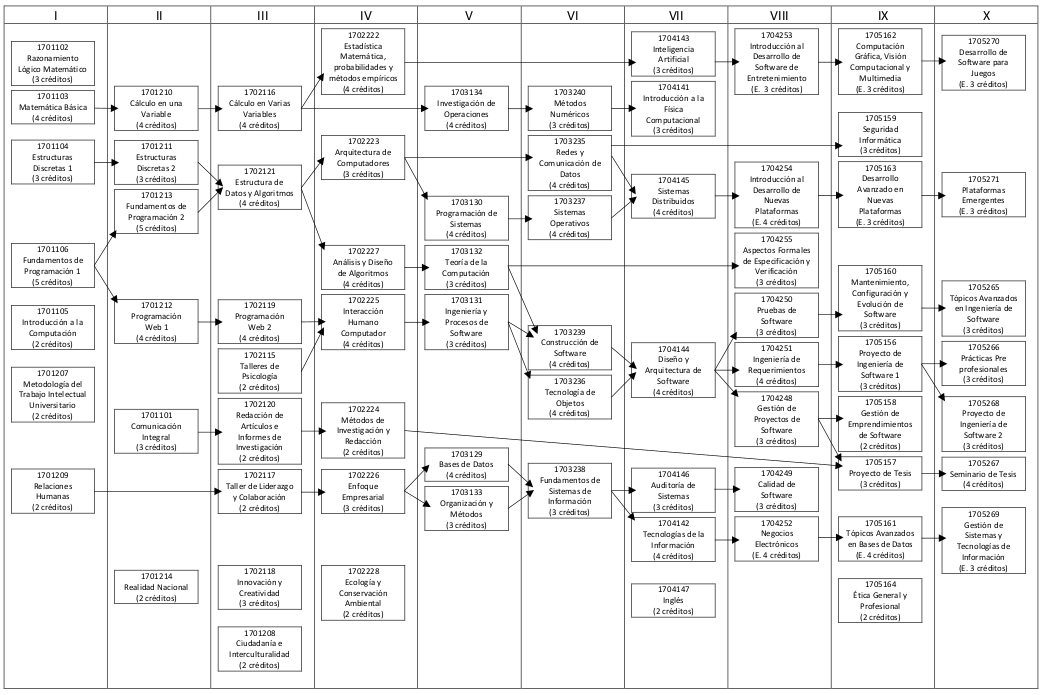 I
II
III
IV
V
VI
VII
VIII
IX
X
1701102
Razonamiento
Lógico Matemático
(3 créditos)
1701103
Matemática Básica
(4 créditos)
1701104
Estructuras
Discretas 1
(3 créditos)
1701106
Fundamentos de
Programación 1
(5 créditos)
1701105
Introducción a la
Computación
(2 créditos)
1701207
Metodología del
Trabajo Intelectual
Universitario
(2 créditos)
1701209
Relaciones
Humanas
(2 créditos)
1701210
Cálculo en una
Variable
(4 créditos)
1701211
Estructuras
Discretas 2
(3 créditos)
1701213
Fundamentos de
Programación 2
(5 créditos)
1701212
Programación
Web 1
(4 créditos)
1701101
Comunicación
Integral
(3 créditos)
1701214
Realidad Nacional
(2 créditos)
1702116
Cálculo en Varias
Variables
(4 créditos)
1702121
Estructura de
Datos y Algoritmos
(4 créditos)
1702119
Programación
Web 2
(4 créditos)
1702115
Talleres de
Psicología
(2 créditos)
1702120
Redacción de
Artículos e
Informes de
Investigación
(2 créditos)
1702117
Taller de Liderazgo
y Colaboración
(2 créditos)
1702118
Innovación y
Creatividad
(3 créditos)
1701208
Ciudadanía e
Interculturalidad
(2 créditos)
1702222
Estadística
Matemática,
probabilidades y
métodos empíricos
(4 créditos)
1702223
Arquitectura de
Computadores
(3 créditos)
1702227
Análisis y Diseño
de Algoritmos
(4 créditos)
1702225
Interacción
Humano
Computador
(4 créditos)
1702224
Métodos de
Investigación y
Redacción
(2 créditos)
1702226
Enfoque
Empresarial
(3 créditos)
1702228
Ecología y
Conservación
Ambiental
(2 créditos)
1703134
Investigación de
Operaciones
(4 créditos)
1703130
Programación de
Sistemas
(4 créditos)
1703132
Teoría de la
Computación
(3 créditos)
1703131
Ingeniería y
Procesos de
Software
(3 créditos)
1703129
Bases de Datos
(4 créditos)
1703133
Organización y
Métodos
(3 créditos)
1703240
Métodos
Numéricos
(3 créditos)
1703235
Redes y
Comunicación de
Datos
(4 créditos)
1703237
Sistemas
Operativos
(4 créditos)
1703239
Construcción de
Software
(4 créditos)
1703236
Tecnología de
Objetos
(4 créditos)
1703238
Fundamentos de
Sistemas de
Información
(3 créditos)
1704143
Inteligencia
Artificial
(3 créditos)
1704141
Introducción a la
Física
Computacional
(3 créditos)
1704145
Sistemas
Distribuidos
(4 créditos)
1704144
Diseño y
Arquitectura de
Software
(4 créditos)
1704146
Auditoría de
Sistemas
(3 créditos)
1704142
Tecnologías de la
Información
(4 créditos)
1704147
Inglés
(2 créditos)
1704253
Introducción al
Desarrollo de
Software de
Entretenimiento
(E. 3 créditos)
1704254
Introducción al
Desarrollo de
Nuevas
Plataformas
(E. 4 créditos)
1704255
Aspectos Formales
de Especificación y
Verificación
(3 créditos)
1704250
Pruebas de
Software
(3 créditos)
1704251
Ingeniería de
Requerimientos
(4 créditos)
1704248
Gestión de
Proyectos de
Software
(3 créditos)
1704249
Calidad de
Software
(3 créditos)
1704252
Negocios
Electrónicos
(E. 4 créditos)
1705162
Computación
Gráfica, Visión
Computacional y
Multimedia
(E. 3 créditos)
1705159
Seguridad
Informática
(3 créditos)
1705163
Desarrollo
Avanzado en
Nuevas
Plataformas
(E. 3 créditos)
1705160
Mantenimiento,
Configuración y
Evolución de
Software
(3 créditos)
1705156
Proyecto de
Ingeniería de
Software 1
(3 créditos)
1705158
Gestión de
Emprendimientos
de Software
(2 créditos)
1705157
Proyecto de Tesis
(3 créditos)
1705161
Tópicos Avanzados
en Bases de Datos
(E. 4 créditos)
1705164
Ética General y
Profesional
(2 créditos)
1705270
Desarrollo de
Software para
Juegos
(E. 3 créditos)
1705271
Plataformas
Emergentes
(E. 3 créditos)
1705265
Tópicos Avanzados
en Ingeniería de
Software
(3 créditos)
1705266
Prácticas Pre
profesionales
(3 créditos)
1705268
Proyecto de
Ingeniería de
Software 2
(3 créditos)
1705267
Seminario de Tesis
(4 créditos)
1705269
Gestión de
Sistemas y
Tecnologías de
Información
(E. 3 créditos)